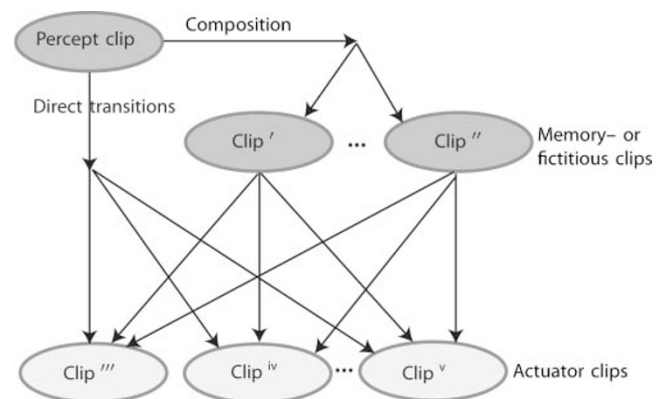 Percept clip
Composition
Direct transitions
Clip ′
...
Clip ″
Memory– or
fictitious clips
Clip ‴
Clip ⁱᵛ
...
Clip ᵛ
Actuator clips